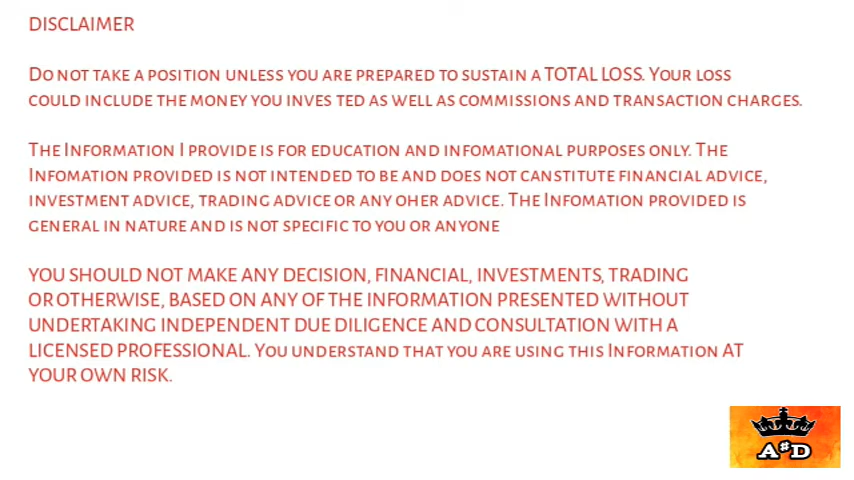 DISCLAIMER
Do not take a position unless you are prepared to sustain a TOTAL LOSS. Your loss
could include the money you inves ted as well as commissions and transaction charges.
The Information I provide is for education and infomational purposes only. The
Infomation provided is not intended to be and does not canstitute financial advice,
investment advice, trading advice or any oher advice. The Infomation provided is
general in nature and is not specific to you or anyone
YOU SHOULD NOT MAKE ANY DECISION, FINANCIAL, INVESTMENTS, TRADING
OR OTHERWISE, BASED ON ANY OF THE INFORMATION PRESENTED WITHOUT
UNDERTAKING INDEPENDENT DUE DILIGENCE AND CONSULTATION WITH A
LICENSED PROFESSIONAL. You understand that you are using this Information AT
YOUR OWN RISK.
A#D